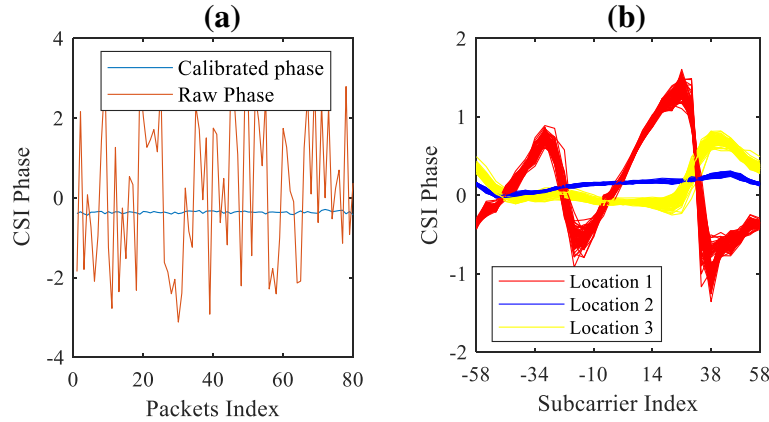 (a)
4
2
0
-2
-4
CSI Phase
Calibrated phase
Raw Phase
0
20
40
60
80
Packets Index
(b)
2
1
0
-1
-2
CSI Phase
Location 1
Location 2
Location 3
-58
-34
-10
14
38
58
Subcarrier Index